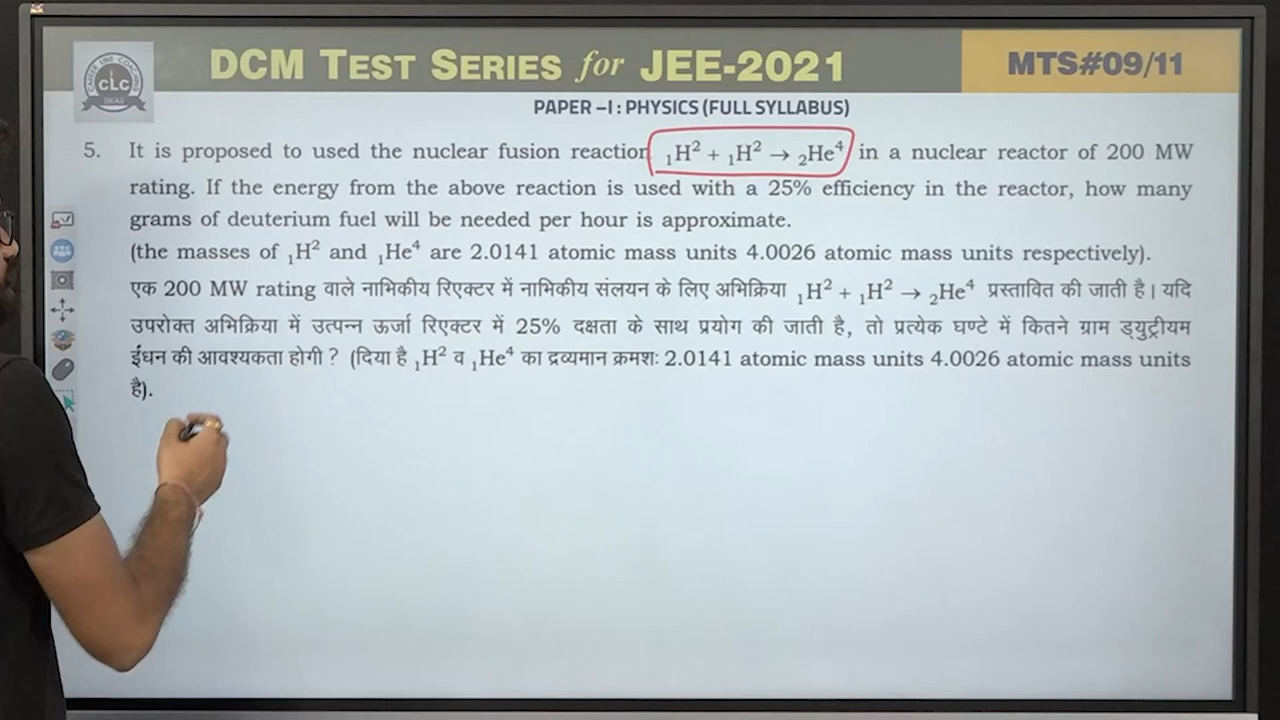 DCM TEST SERIES for JEE-2021
MTS#09/11
CLC
PAPER –I : PHYSICS (FULL SYLLABUS)
5. It is proposed to used the nuclear fusion reaction ₁H² + ₁H² → ₂He⁴ in a nuclear reactor of 200 MW
rating. If the energy from the above reaction is used with a 25% efficiency in the reactor, how many
grams of deuterium fuel will be needed per hour is approximate.
(the masses of ₁H² and ₁He⁴ are 2.0141 atomic mass units 4.0026 atomic mass units respectively).
एक 200 MW rating वाले नाभिकीय रिएक्टर में नाभिकीय संलयन के लिए अभिक्रिया ₁H² + ₁H² → ₂He⁴ प्रस्तावित की जाती है। यदि
उपरोक्त अभिक्रिया में उत्पन्न ऊर्जा रिएक्टर में 25% दक्षता के साथ प्रयोग की जाती है, तो प्रत्येक घण्टे में कितने ग्राम ड्युट्रीयम
ईंधन की आवश्यकता होगी ? (दिया है ₁H² व ₁He⁴ का द्रव्यमान क्रमशः 2.0141 atomic mass units 4.0026 atomic mass units
है).